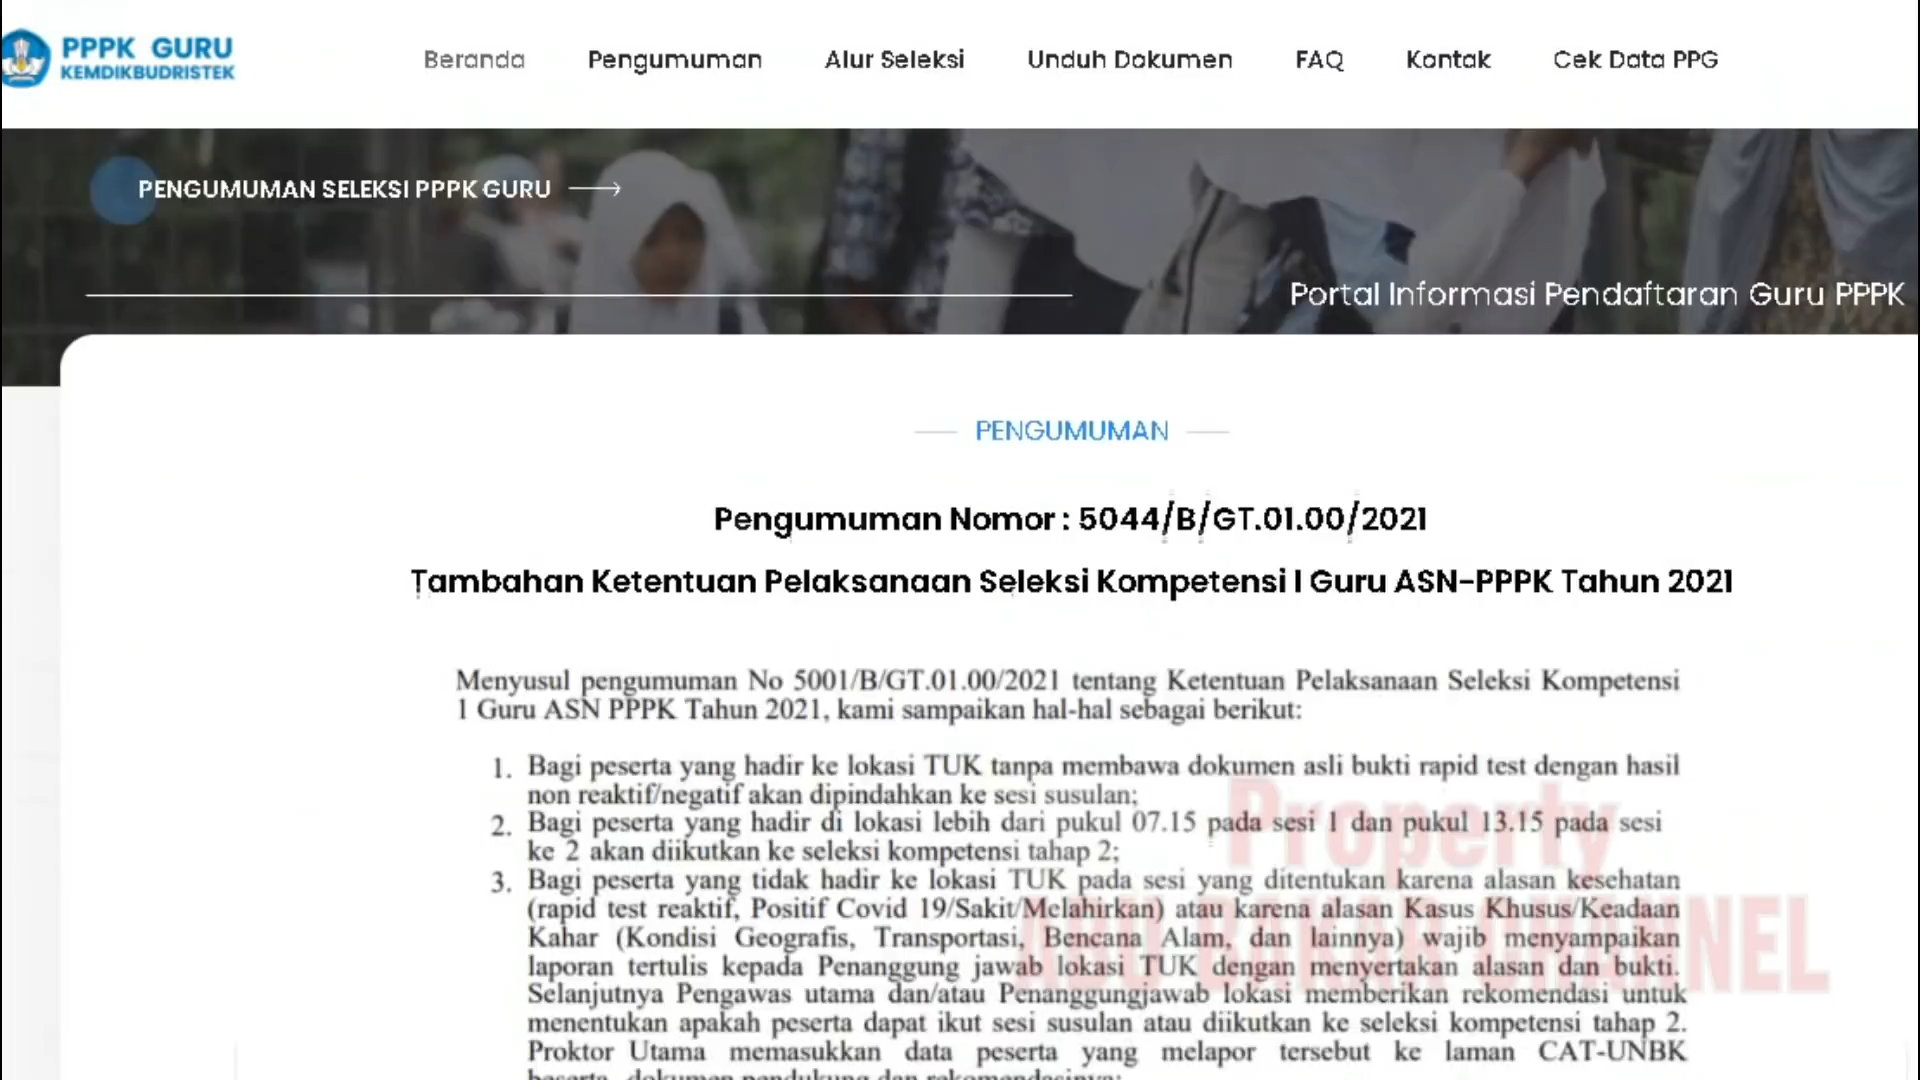 PPPK GURU
KEMDIKBUDRISTEK
Beranda
Pengumuman
Alur Seleksi
Unduh Dokumen
FAQ
Kontak
Cek Data PPG
PENGUMUMAN SELEKSI PPPK GURU
Portal Informasi Pendaftaran Guru PPPK
PENGUMUMAN
Pengumuman Nomor : 5044/B/GT.01.00/2021
Tambahan Ketentuan Pelaksanaan Seleksi Kompetensi I Guru ASN-PPPK Tahun 2021
Menyusul pengumuman No 5001/B/GT.01.00/2021 tentang Ketentuan Pelaksanaan Seleksi Kompetensi
1 Guru ASN PPPK Tahun 2021, kami sampaikan hal-hal sebagai berikut:
1. Bagi peserta yang hadir ke lokasi TUK tanpa membawa dokumen asli bukti rapid test dengan hasil
non reaktif/negatif akan dipindahkan ke sesi susulan;
2. Bagi peserta yang hadir di lokasi lebih dari pukul 07.15 pada sesi 1 dan pukul 13.15 pada sesi
ke 2 akan diikutkan ke seleksi kompetensi tahap 2;
3. Bagi peserta yang tidak hadir ke lokasi TUK pada sesi yang ditentukan karena alasan kesehatan
(rapid test reaktif, Positif Covid 19/Sakit/Melahirkan) atau karena alasan Kasus Khusus/Keadaan
Kahar (Kondisi Geografis, Transportasi, Bencana Alam, dan lainnya) wajib menyampaikan
laporan tertulis kepada Penanggung jawab lokasi TUK dengan menyertakan alasan dan bukti.
Selanjutnya Pengawas utama dan/atau Penanggungjawab lokasi memberikan rekomendasi untuk
menentukan apakah peserta dapat ikut sesi susulan atau diikutkan ke seleksi kompetensi tahap 2.
Proktor Utama memasukkan data peserta yang melapor tersebut ke laman CAT-UNBK
beserta dokumen pendukung dan rekomendasinya;
Property
ABU BAKAR CHANNEL